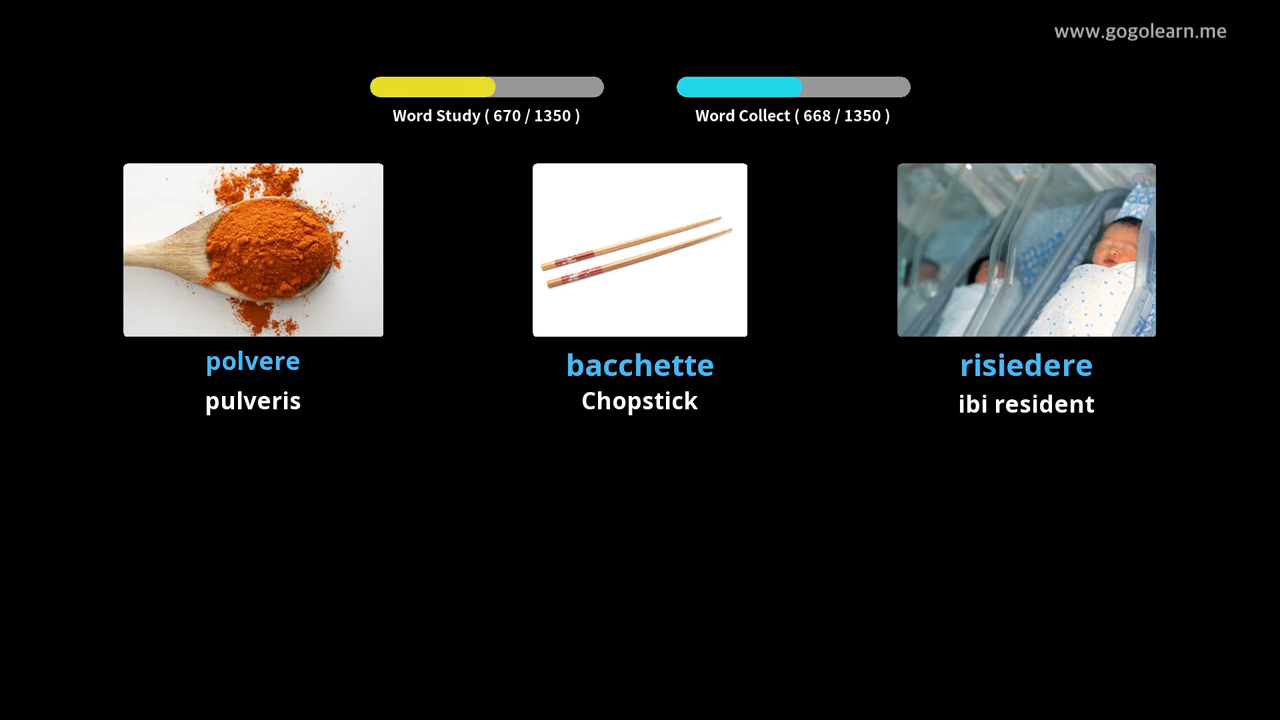 www.gogolearn.me
Word Study ( 670 / 1350 )
Word Collect ( 668 / 1350 )
polvere
pulveris
bacchette
Chopstick
risiedere
ibi resident